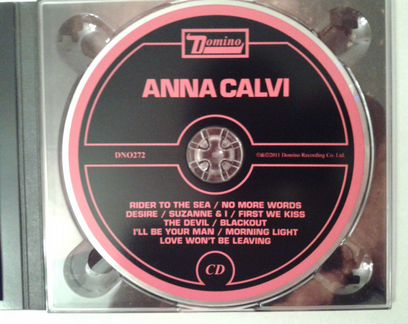 Domino
ANNA CALVI
DNO272
℗&©2011 Domino Recording Co. Ltd.
RIDER TO THE SEA / NO MORE WORDS
DESIRE / SUZANNE & I / FIRST WE KISS
THE DEVIL / BLACKOUT
I'LL BE YOUR MAN / MORNING LIGHT
LOVE WON'T BE LEAVING
CD